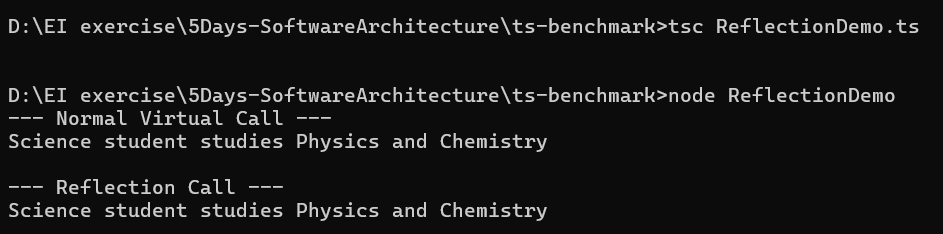 D:\EI exercise\5Days-SoftwareArchitecture\ts-benchmark>tsc ReflectionDemo.ts
D:\EI exercise\5Days-SoftwareArchitecture\ts-benchmark>node ReflectionDemo
--- Normal Virtual Call ---
Science student studies Physics and Chemistry
--- Reflection Call ---
Science student studies Physics and Chemistry